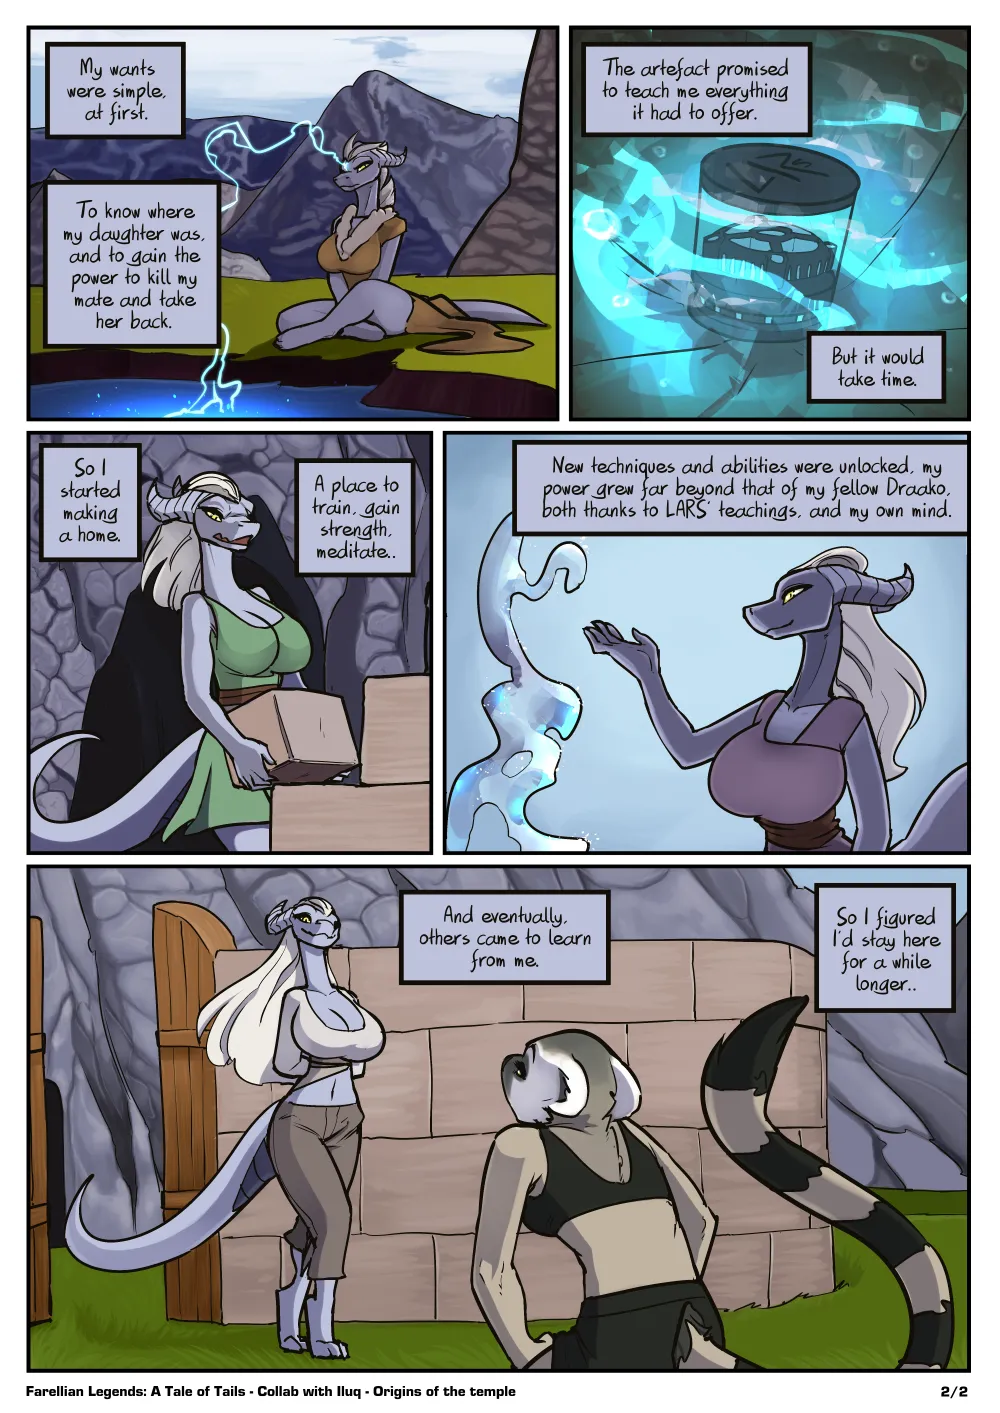 My wants
were simple,
at first.
To know where
my daughter was,
and to gain the
power to kill my
mate and take
her back.
The artefact promised
to teach me everything
it had to offer.
But it would
take time.
So I
started
making
a home.
A place to
train, gain
strength,
meditate..
New techniques and abilities were unlocked, my
power grew far beyond that of my fellow Draako,
both thanks to LARS' teachings, and my own mind.
And eventually,
others came to learn
from me.
So I figured
I'd stay here
for a while
longer..
Farellian Legends: A Tale of Tails - Collab with Iluq - Origins of the temple
2/2